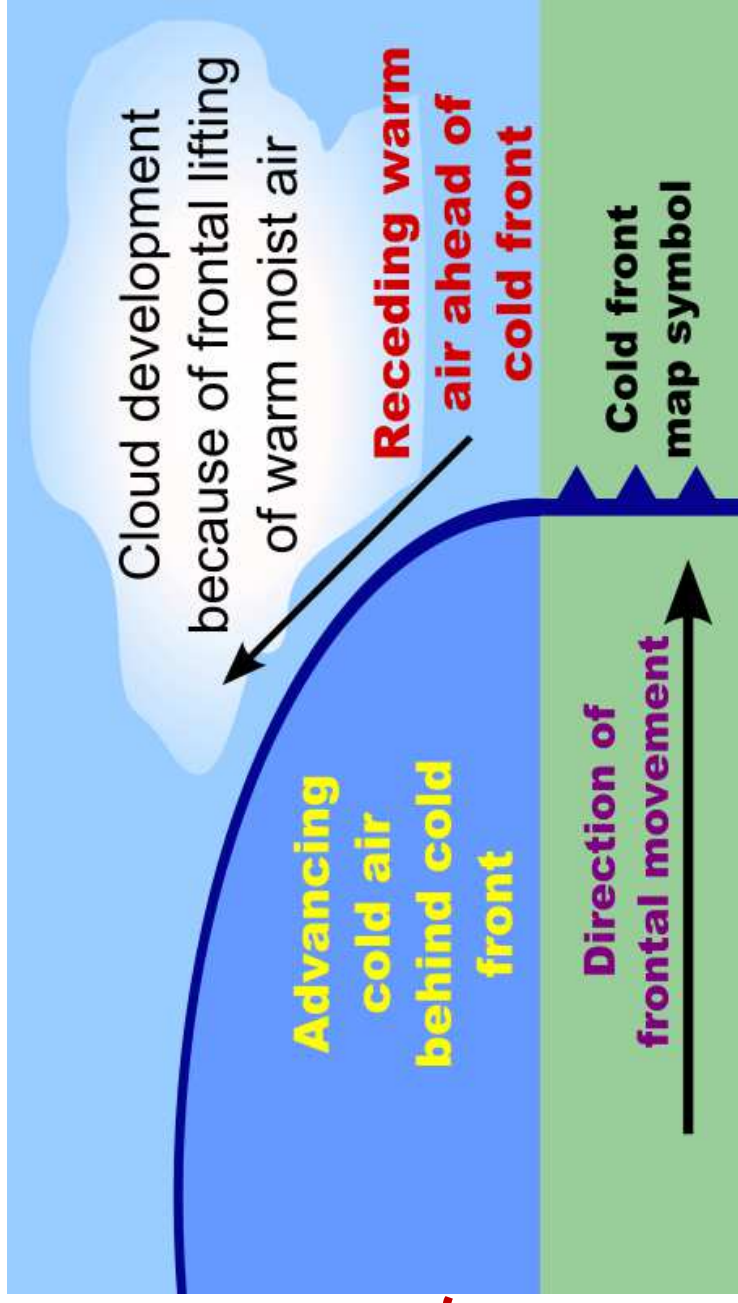 Cloud development
because of frontal lifting
of warm moist air
Receding warm
air ahead of
cold front
Advancing
cold air
behind cold
front
Cold front
map symbol
Direction of
frontal movement